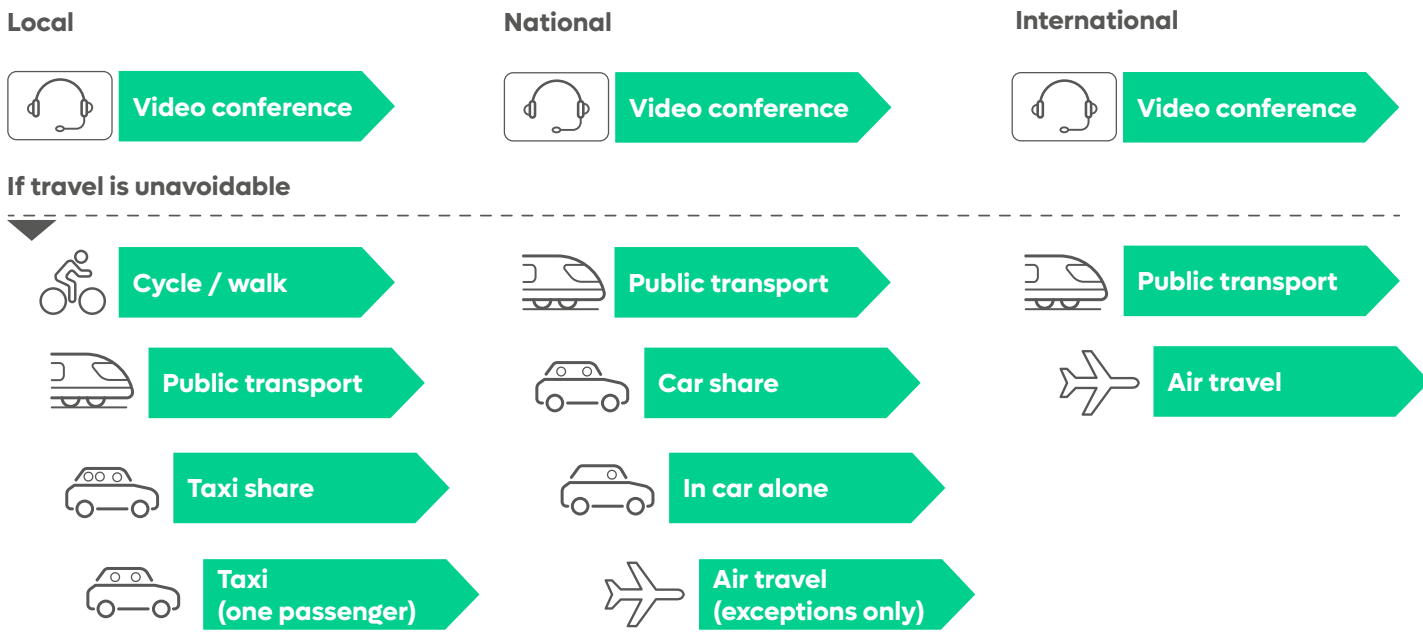 Local
National
International
Video conference
Video conference
Video conference
If travel is unavoidable
Cycle / walk
Public transport
Public transport
Public transport
Car share
Air travel
Taxi share
In car alone
Taxi
(one passenger)
Air travel
(exceptions only)